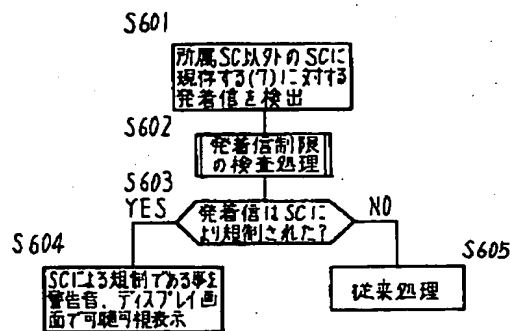 S601
所属SC以外のSCに
現存する(7)に対する
発着信を検出
S602
発着信制限
の検査処理
S603
YES
発着信はSCに
より規制された?
NO
S604
SCによる規制である事を
警告音、ディスプレイ画
面で可聴可視表示
S605
従来処理